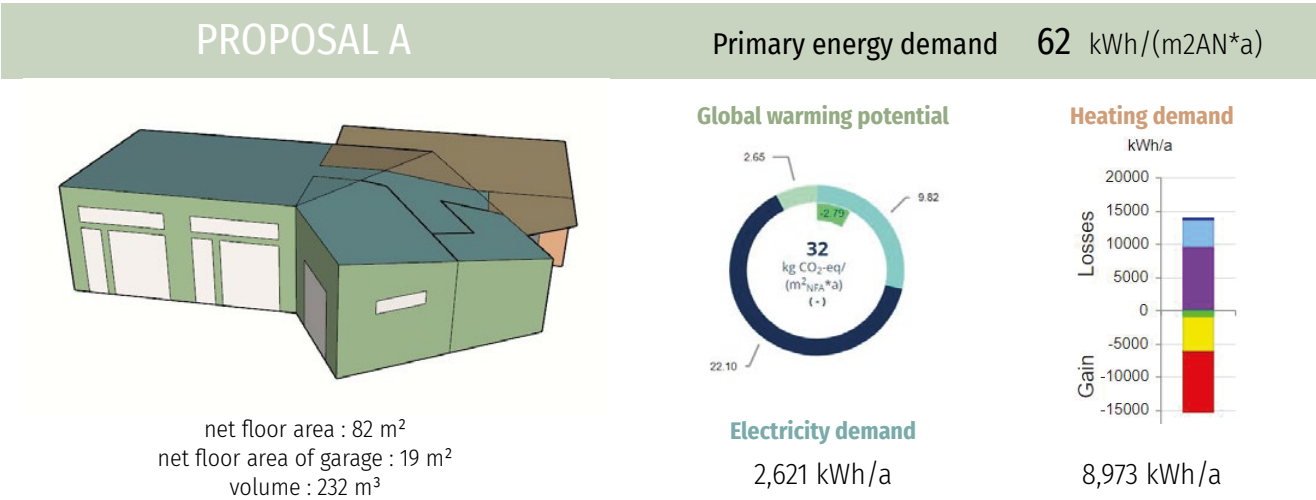 PROPOSAL A
Primary energy demand 62 kWh/(m2AN*a)
net floor area : 82 m²
net floor area of garage : 19 m²
volume : 232 m³
Global warming potential
2.65
9.82
-2.79
32
kg CO₂-eq/
(m²NFA*a)
(-)
22.10
Electricity demand
2,621 kWh/a
Heating demand
kWh/a
20000
15000
10000
5000
0
-5000
-10000
-15000
Losses
Gain
8,973 kWh/a